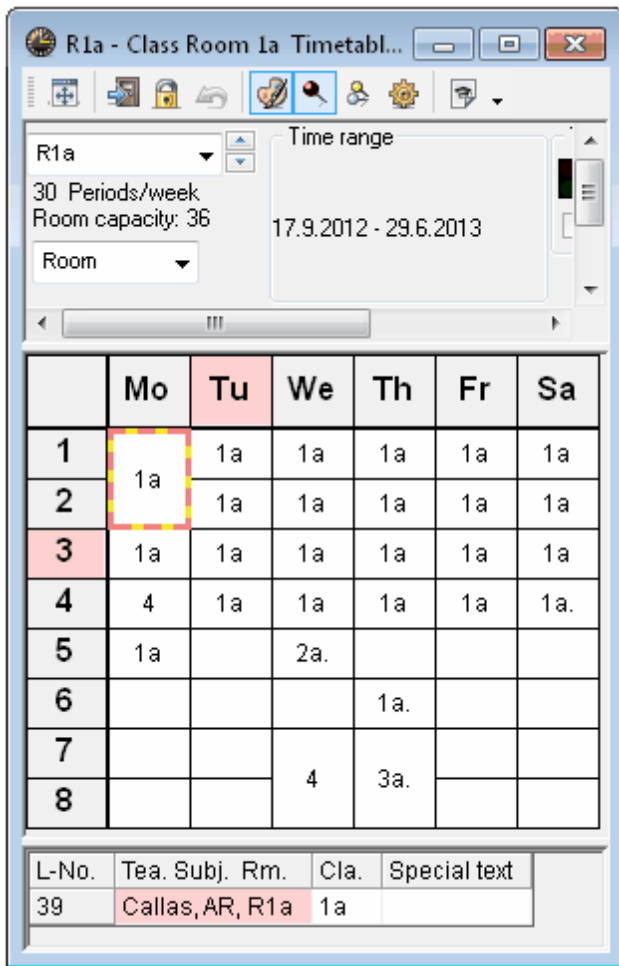 R1a - Class Room 1a Timetabl...
R1a
Time range
30 Periods/week
Room capacity: 36
17.9.2012 - 29.6.2013
Room
Mo Tu We Th Fr Sa
1 1a 1a 1a 1a 1a 1a
2 1a 1a 1a 1a 1a
3 1a 1a 1a 1a 1a 1a
4 4 1a 1a 1a 1a 1a.
5 1a 2a.
6 1a.
7 4 3a.
8
L-No. Tea. Subj. Rm. Cla. Special text
39 Callas, AR, R1a 1a